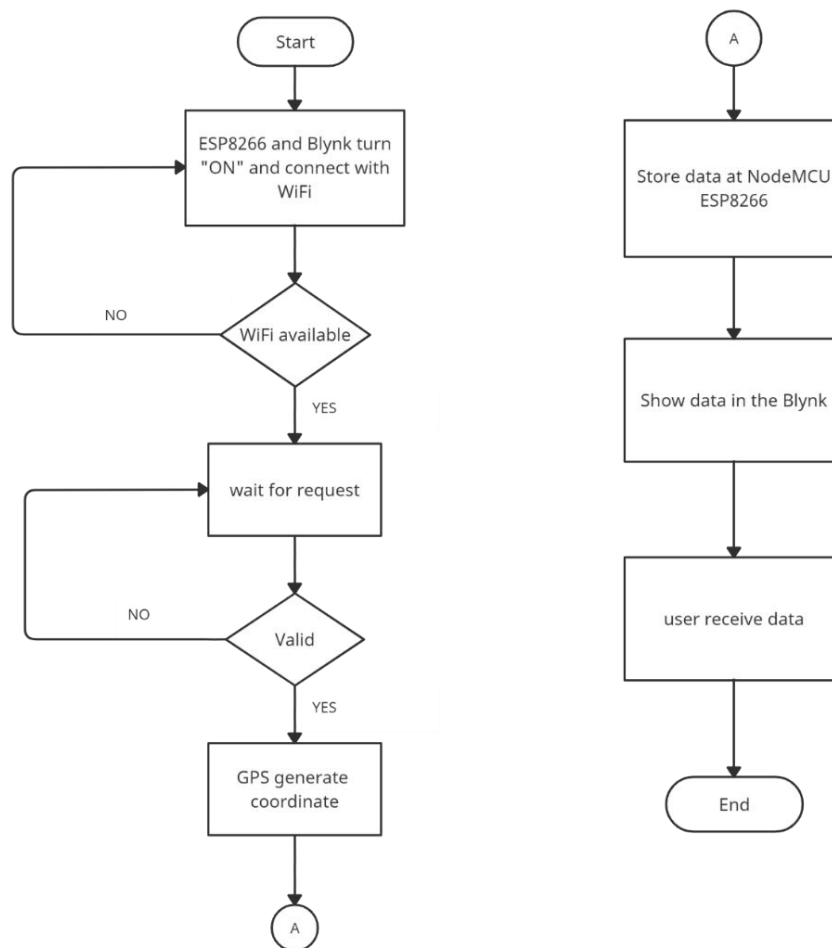 Start
ESP8266 and Blynk turn
"ON" and connect with
WiFi
NO
WiFi available
YES
wait for request
NO
Valid
YES
GPS generate
coordinate
A
A
Store data at NodeMCU
ESP8266
Show data in the Blynk
user receive data
End